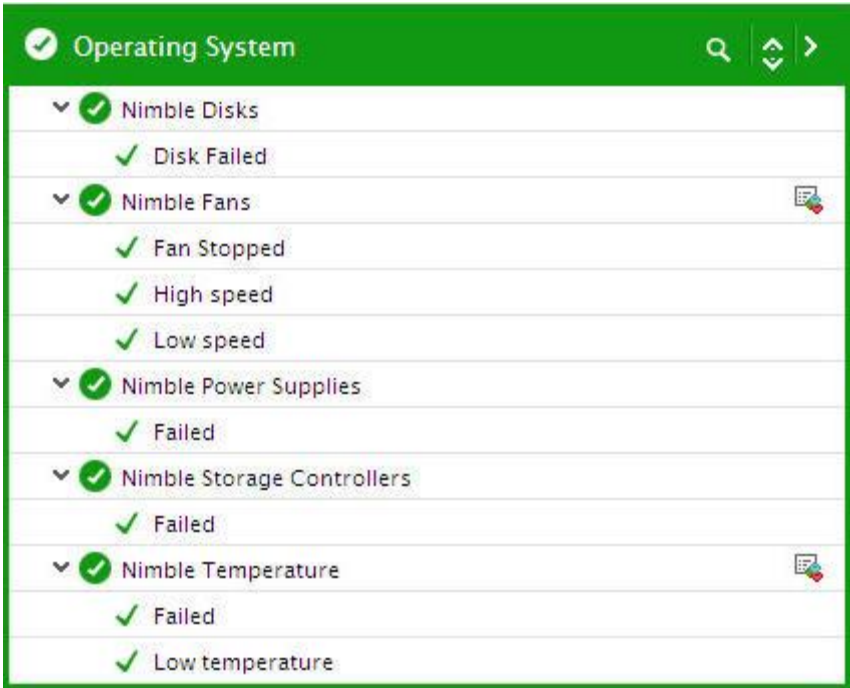 Operating System
Nimble Disks
Disk Failed
Nimble Fans
Fan Stopped
High speed
Low speed
Nimble Power Supplies
Failed
Nimble Storage Controllers
Failed
Nimble Temperature
Failed
Low temperature